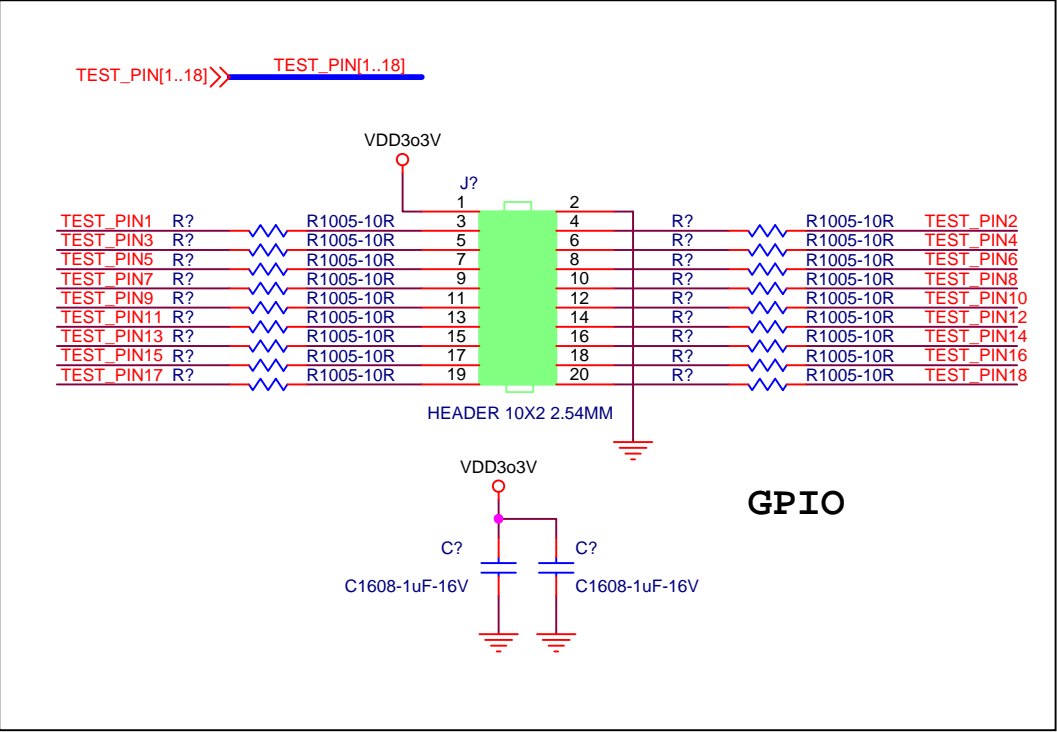 TEST_PIN[1..18] TEST_PIN[1..18]
VDD3o3V
J?
1 2
TEST_PIN1 R? R1005-10R 3 4 R? R1005-10R TEST_PIN2
TEST_PIN3 R? R1005-10R 5 6 R? R1005-10R TEST_PIN4
TEST_PIN5 R? R1005-10R 7 8 R? R1005-10R TEST_PIN6
TEST_PIN7 R? R1005-10R 9 10 R? R1005-10R TEST_PIN8
TEST_PIN9 R? R1005-10R 11 12 R? R1005-10R TEST_PIN10
TEST_PIN11 R? R1005-10R 13 14 R? R1005-10R TEST_PIN12
TEST_PIN13 R? R1005-10R 15 16 R? R1005-10R TEST_PIN14
TEST_PIN15 R? R1005-10R 17 18 R? R1005-10R TEST_PIN16
TEST_PIN17 R? R1005-10R 19 20 R? R1005-10R TEST_PIN18
HEADER 10X2 2.54MM
VDD3o3V
GPIO
C? C?
C1608-1uF-16V C1608-1uF-16V